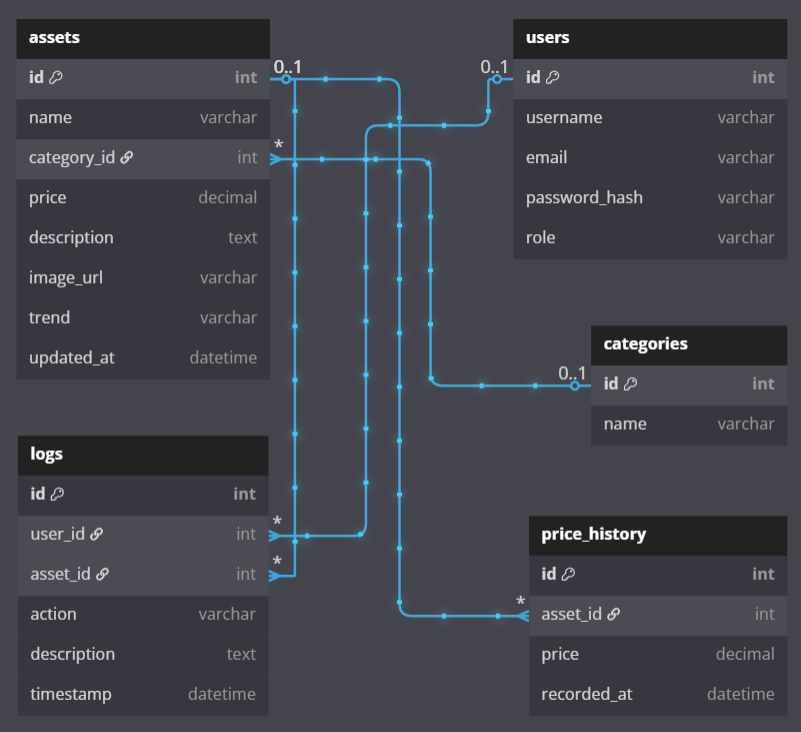 assets
id int
name varchar
category_id int
price decimal
description text
image_url varchar
trend varchar
updated_at datetime
0..1
*
users
0..1
id int
username varchar
email varchar
password_hash varchar
role varchar
categories
0..1
id int
name varchar
logs
id int
* user_id int
* asset_id int
action varchar
description text
timestamp datetime
price_history
id int
* asset_id int
price decimal
recorded_at datetime